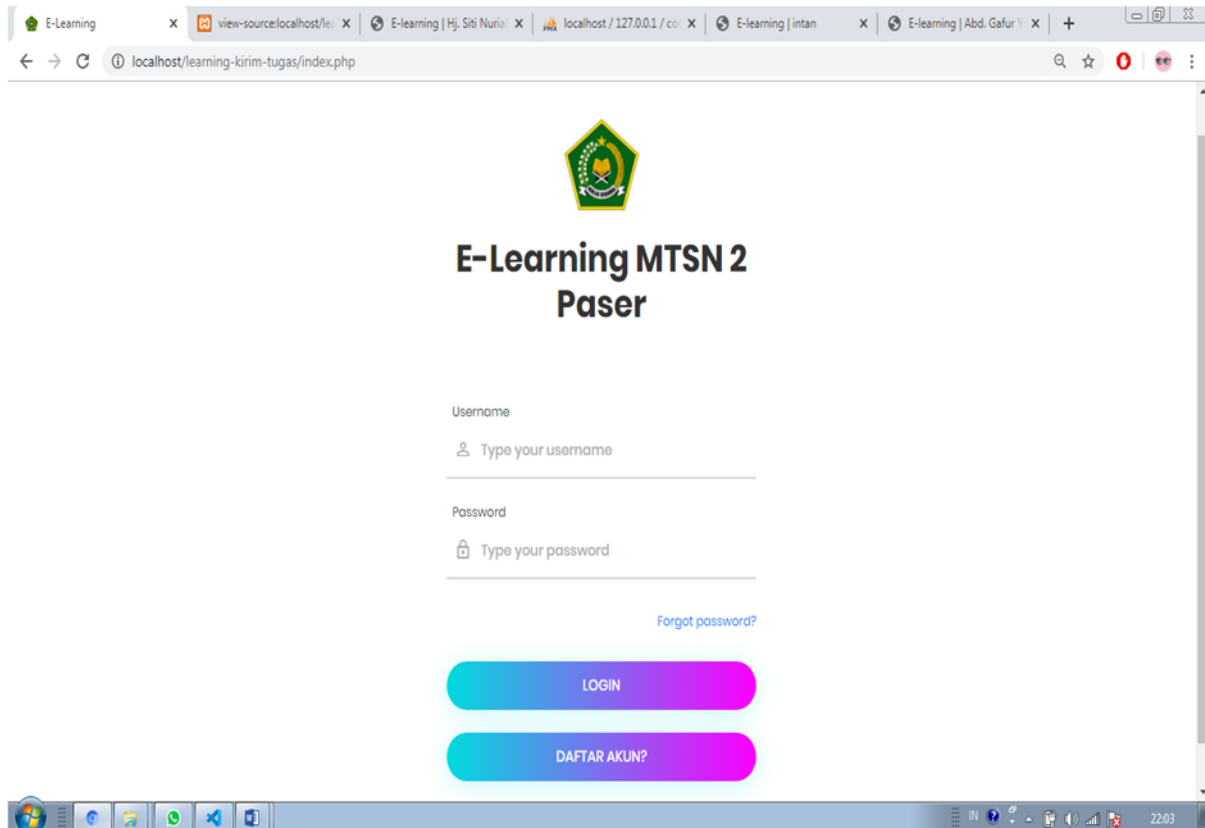 E-Learning
view-source:localhost/le
E-learning | Hj. Siti Nuria
localhost / 127.0.0.1 / co
E-learning | intan
E-learning | Abd. Gafur Y
localhost/learning-kirim-tugas/index.php
E-Learning MTSN 2
Paser
Username
Type your username
Password
Type your password
Forgot password?
LOGIN
DAFTAR AKUN?
IN
22:03